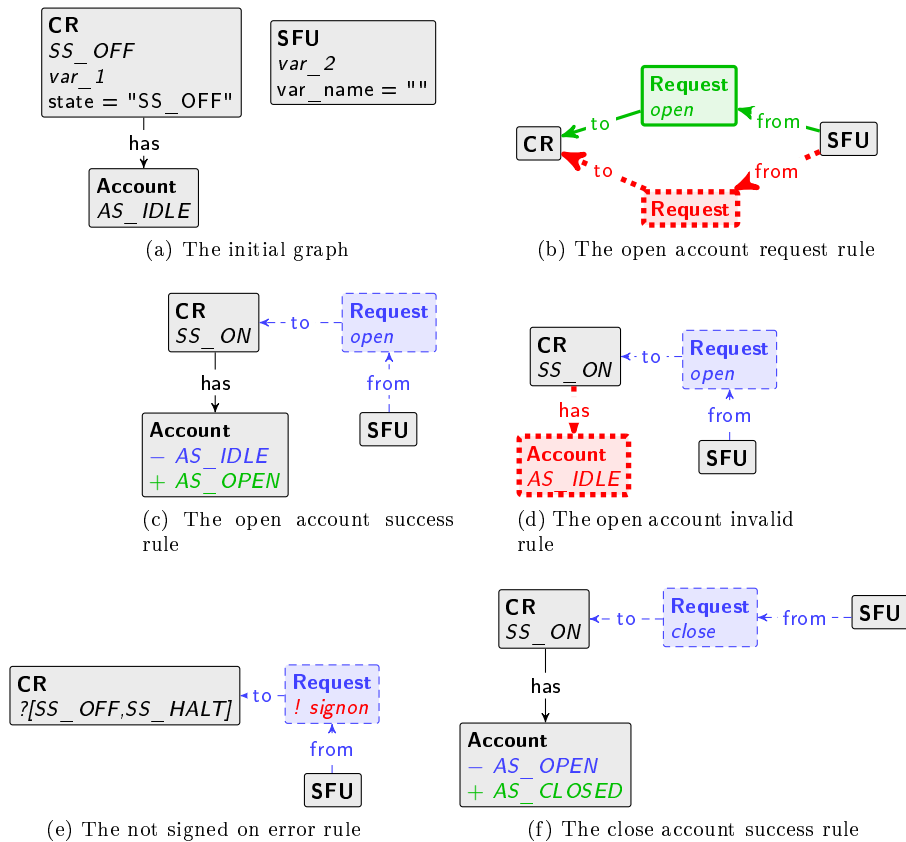 CR
SS_OFF
var_1
state = "SS_OFF"
SFU
var_2
var_name = ""
has
Account
AS_IDLE
(a) The initial graph
Request
open
to
from
CR
SFU
to
from
Request
(b) The open account request rule
CR
SS_ON
to
Request
open
has
from
Account
− AS_IDLE
+ AS_OPEN
SFU
(c) The open account success
rule
CR
SS_ON
to
Request
open
has
from
Account
AS_IDLE
SFU
(d) The open account invalid
rule
CR
?[SS_OFF,SS_HALT]
to
Request
! signon
from
SFU
(e) The not signed on error rule
CR
SS_ON
to
Request
close
from
SFU
has
Account
− AS_OPEN
+ AS_CLOSED
(f) The close account success rule